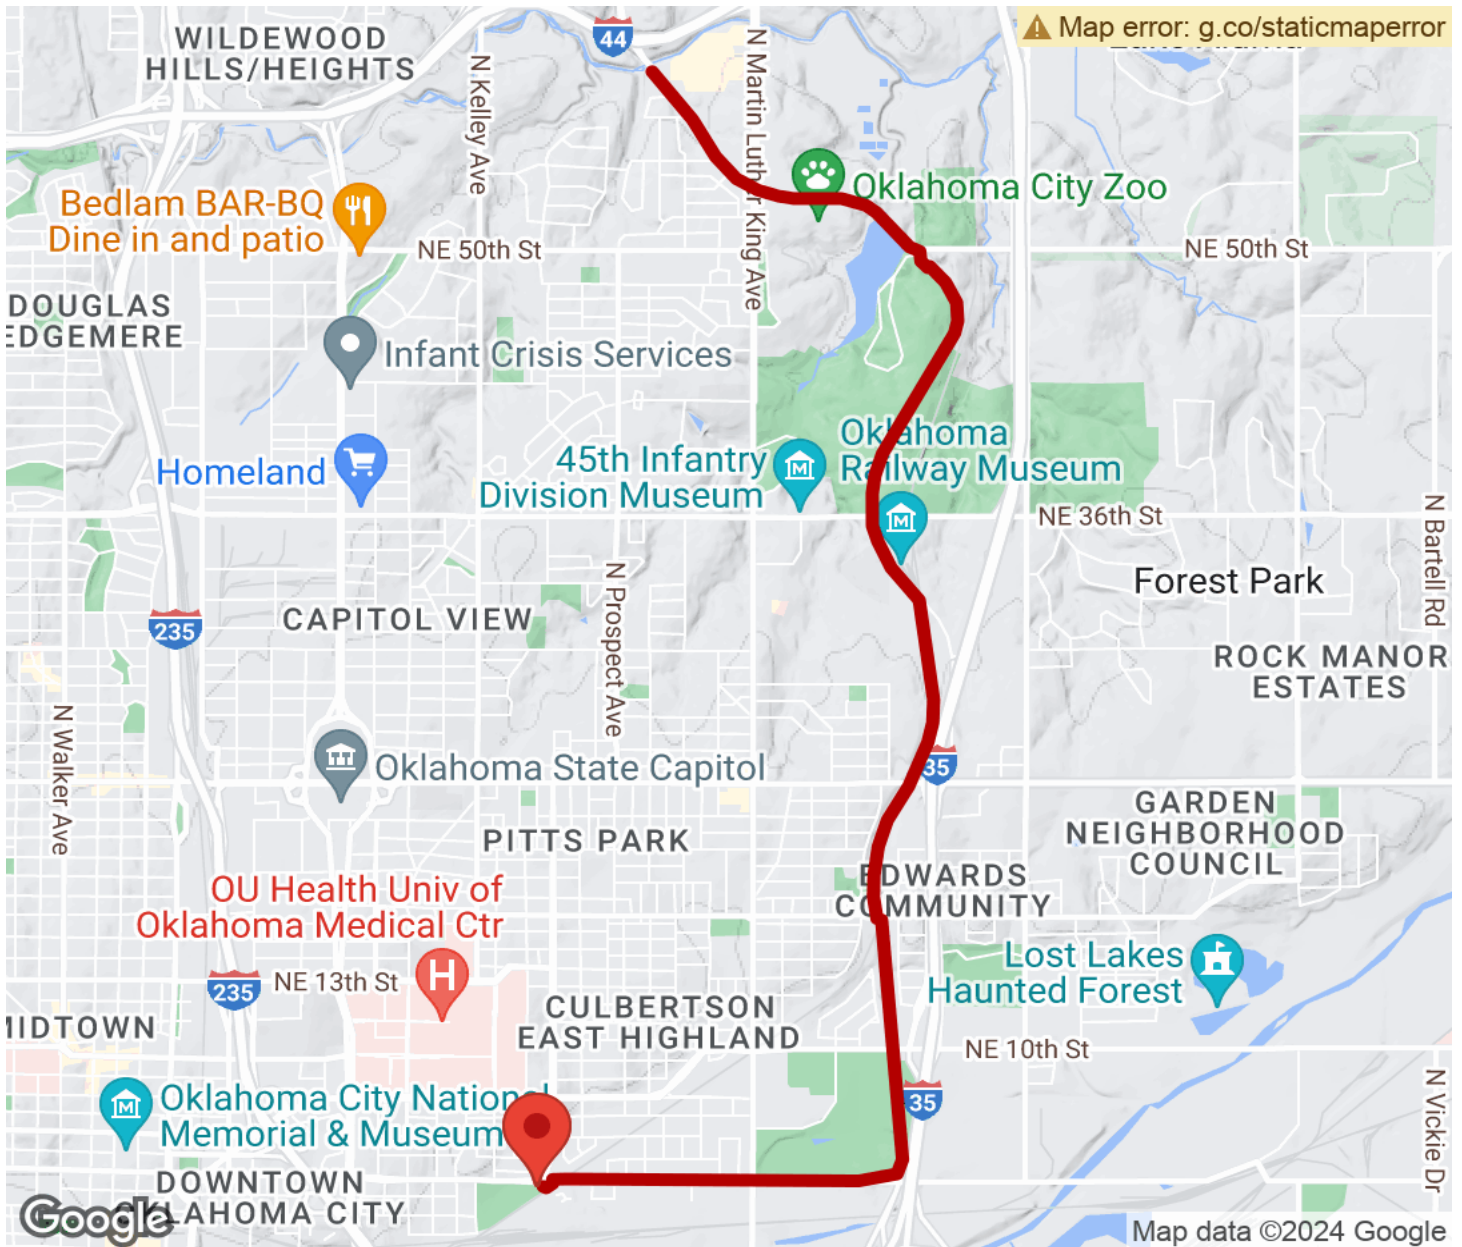 Map error: g.co/staticmaperror
WILDEWOOD
HILLS/HEIGHTS
44
N Kelley Ave
N Martin Luther King Ave
Oklahoma City Zoo
Bedlam BAR-BQ
Dine in and patio
NE 50th St
NE 50th St
DOUGLAS
EDGEMERE
Infant Crisis Services
Oklahoma
Railway Museum
45th Infantry
Division Museum
Homeland
NE 36th St
N Bartell Rd
Forest Park
N Prospect Ave
CAPITOL VIEW
235
ROCK MANOR
ESTATES
N Walker Ave
Oklahoma State Capitol
35
GARDEN
NEIGHBORHOOD
COUNCIL
PITTS PARK
EDWARDS
COMMUNITY
OU Health Univ of
Oklahoma Medical Ctr
H
Lost Lakes
Haunted Forest
235
NE 13th St
CULBERTSON
EAST HIGHLAND
MIDTOWN
NE 10th St
35
N Vickie Dr
Oklahoma City National
Memorial & Museum
DOWNTOWN
OKLAHOMA CITY
Google
Map data ©2024 Google